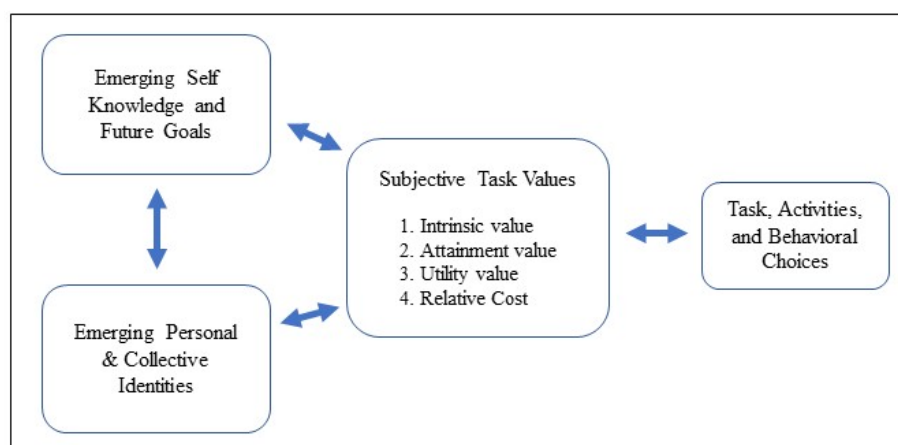 Emerging Self
Knowledge and
Future Goals
Subjective Task Values
1. Intrinsic value
2. Attainment value
3. Utility value
4. Relative Cost
Task, Activities,
and Behavioral
Choices
Emerging Personal
& Collective
Identities